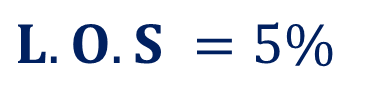 L. O. S = 5%